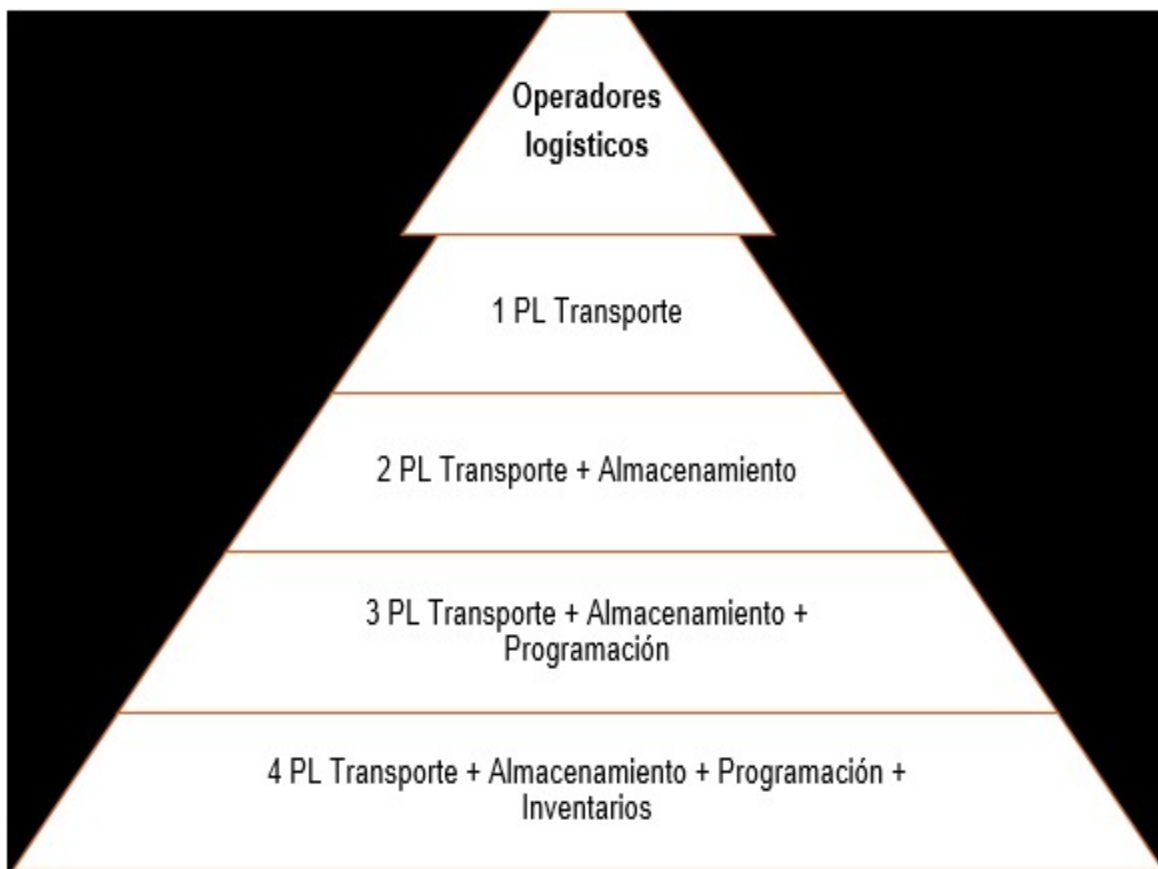 Operadores
logísticos
1 PL Transporte
2 PL Transporte + Almacenamiento
3 PL Transporte + Almacenamiento +
Programación
4 PL Transporte + Almacenamiento + Programación +
Inventarios